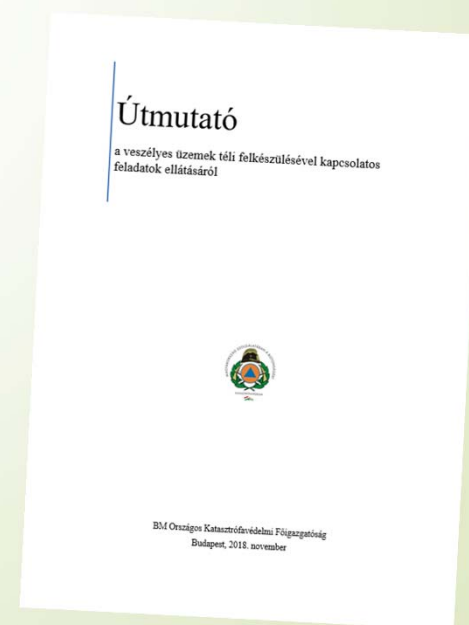 Útmutató
a veszélyes üzemek téli felkészülésével kapcsolatos
feladatok ellátásáról
BM Országos Katasztrófavédelmi Főigazgatóság
Budapest, 2018. november